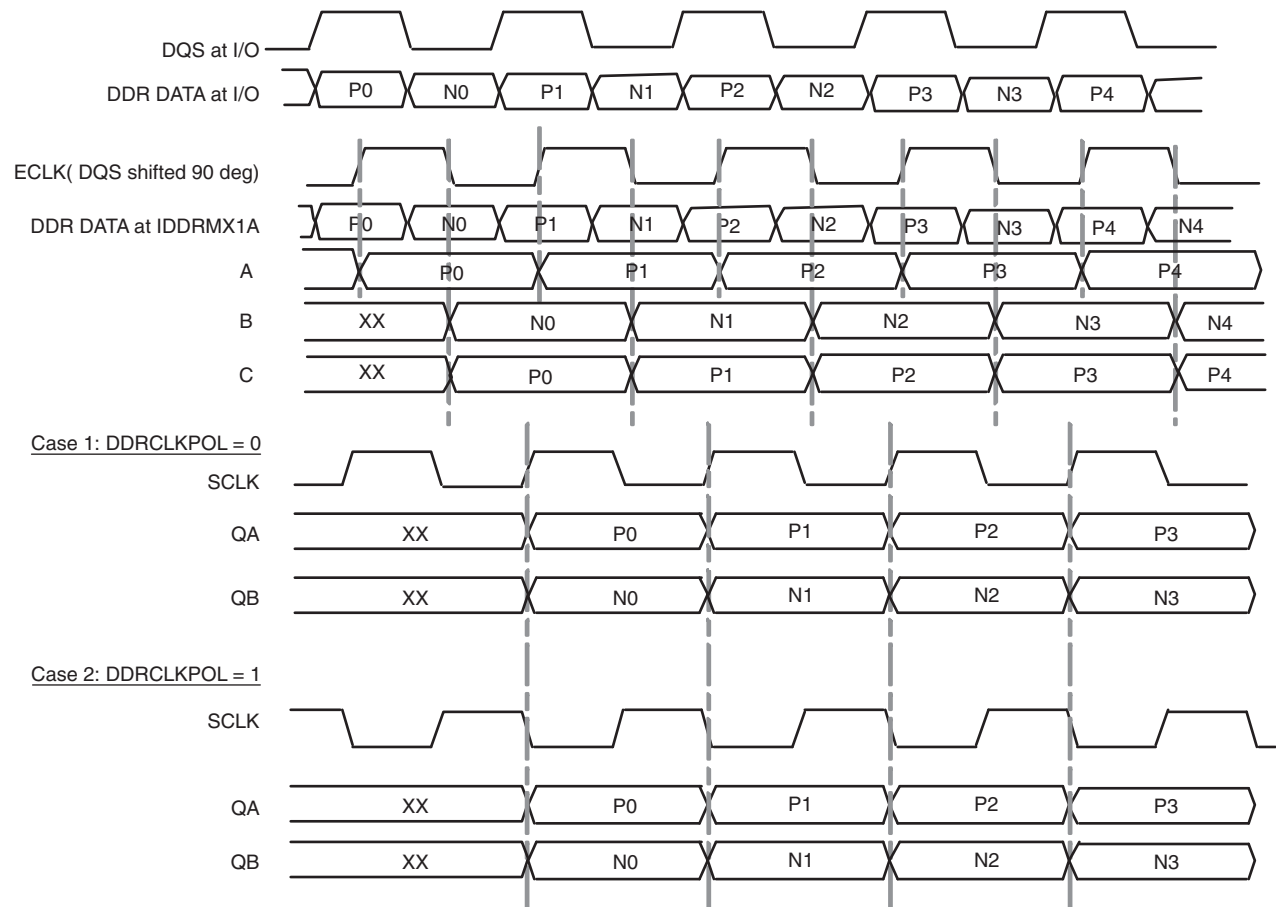 DQS at I/O
DDR DATA at I/O P0 N0 P1 N1 P2 N2 P3 N3 P4
ECLK( DQS shifted 90 deg)
DDR DATA at IDDRMX1A P0 N0 P1 N1 P2 N2 P3 N3 P4 N4
A P0 P1 P2 P3 P4
B XX N0 N1 N2 N3 N4
C XX P0 P1 P2 P3 P4
Case 1: DDRCLKPOL = 0
SCLK
QA XX P0 P1 P2 P3
QB XX N0 N1 N2 N3
Case 2: DDRCLKPOL = 1
SCLK
QA XX P0 P1 P2 P3
QB XX N0 N1 N2 N3